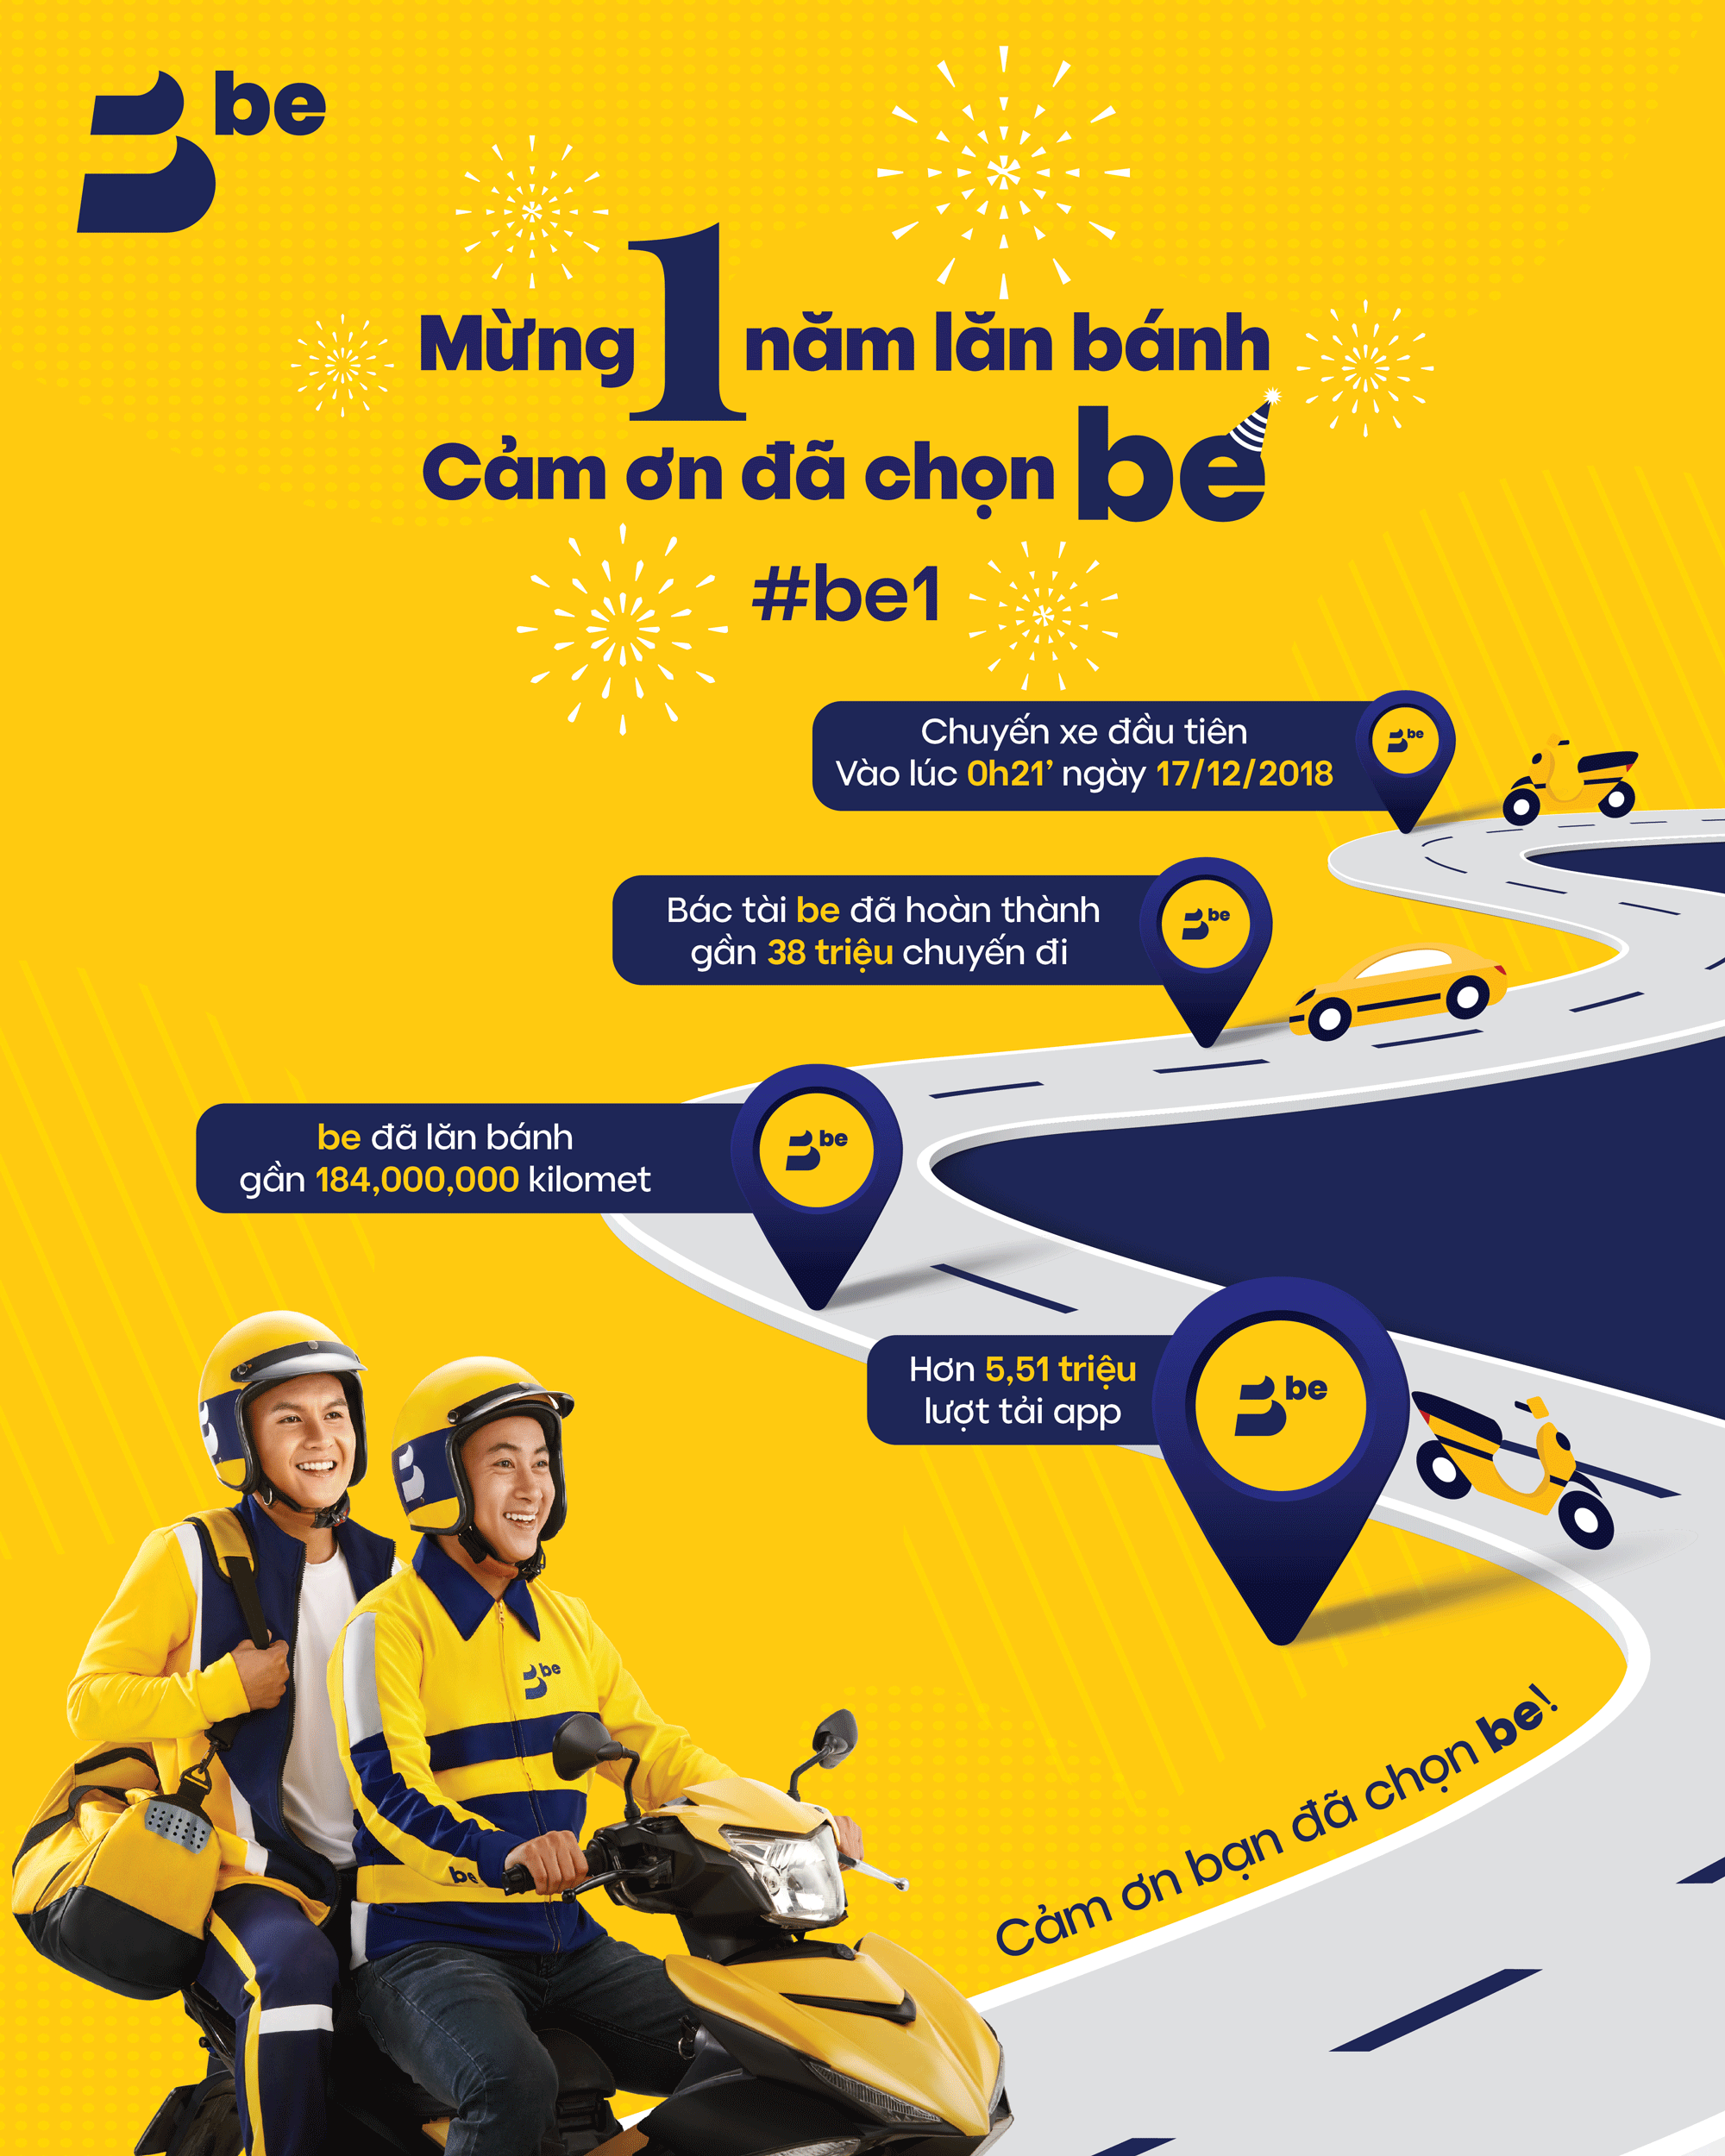 be
Mừng 1 năm lăn bánh
Cảm ơn đã chọn be
#be1
Chuyến xe đầu tiên
Vào lúc 0h21’ ngày 17/12/2018
be
Bác tài be đã hoàn thành
gần 38 triệu chuyến đi
be
be đã lăn bánh
gần 184,000,000 kilomet
be
Hơn 5,51 triệu
lượt tải app
be
be
be
Cảm ơn bạn đã chọn be!